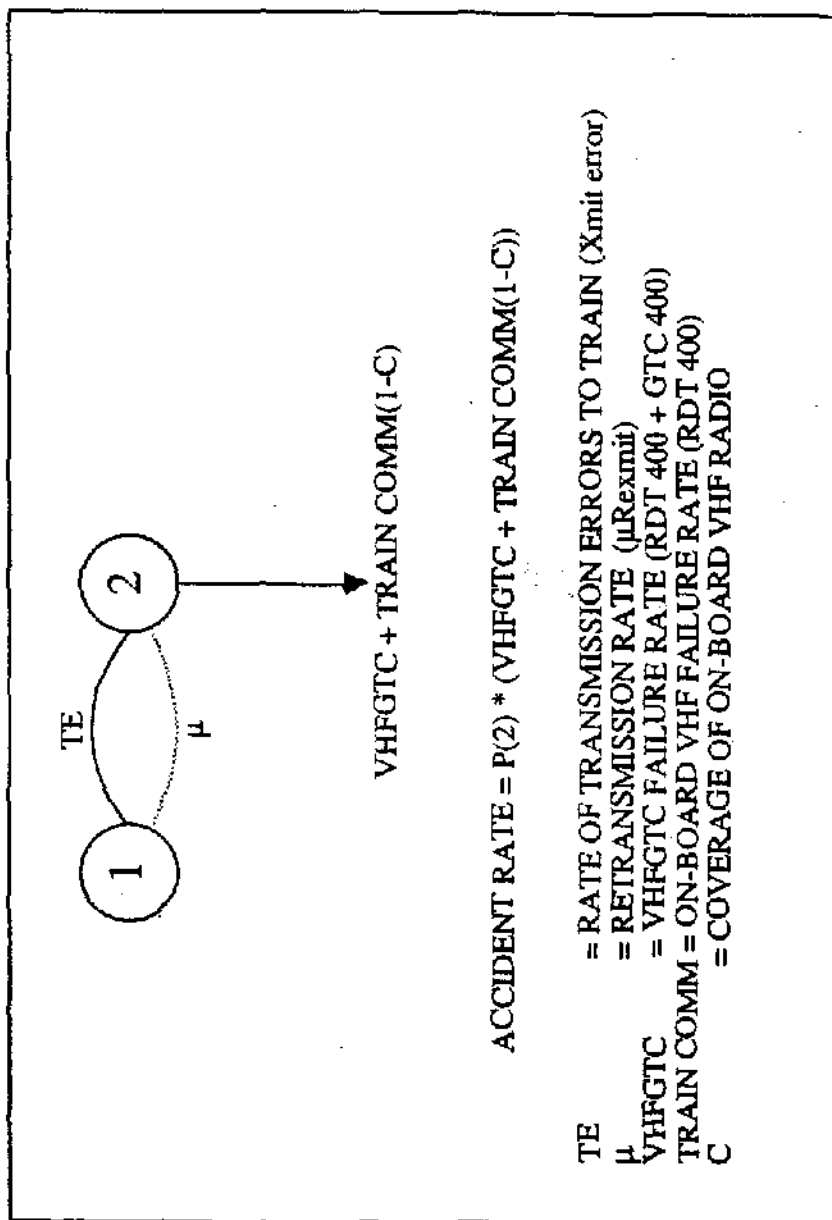 TE
1
2
μ
VHFGTC + TRAIN COMM(1-C)
ACCIDENT RATE = P(2) * (VHFGTC + TRAIN COMM(1-C))
TE = RATE OF TRANSMISSION ERRORS TO TRAIN (Xmit error)
μ = RETRANSMISSION RATE (μRexmit)
VHFGTC = VHFGTC FAILURE RATE (RDT 400 + GTC 400)
TRAIN COMM = ON-BOARD VHF FAILURE RATE (RDT 400)
C = COVERAGE OF ON-BOARD VHF RADIO